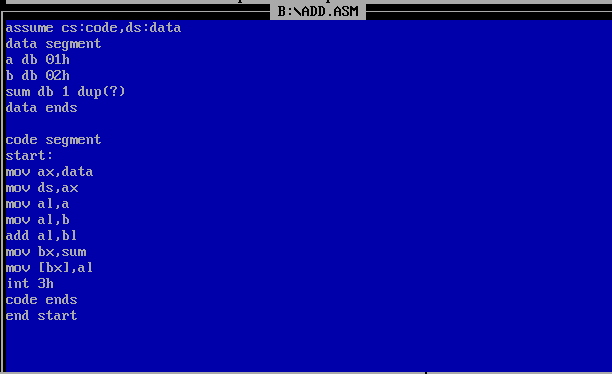 B:\ADD.ASM
assume cs:code,ds:data
data segment
a db 01h
b db 02h
sum db 1 dup(?)
data ends
code segment
start:
mov ax,data
mov ds,ax
mov al,a
mov al,b
add al,bl
mov bx,sum
mov [bx],al
int 3h
code ends
end start